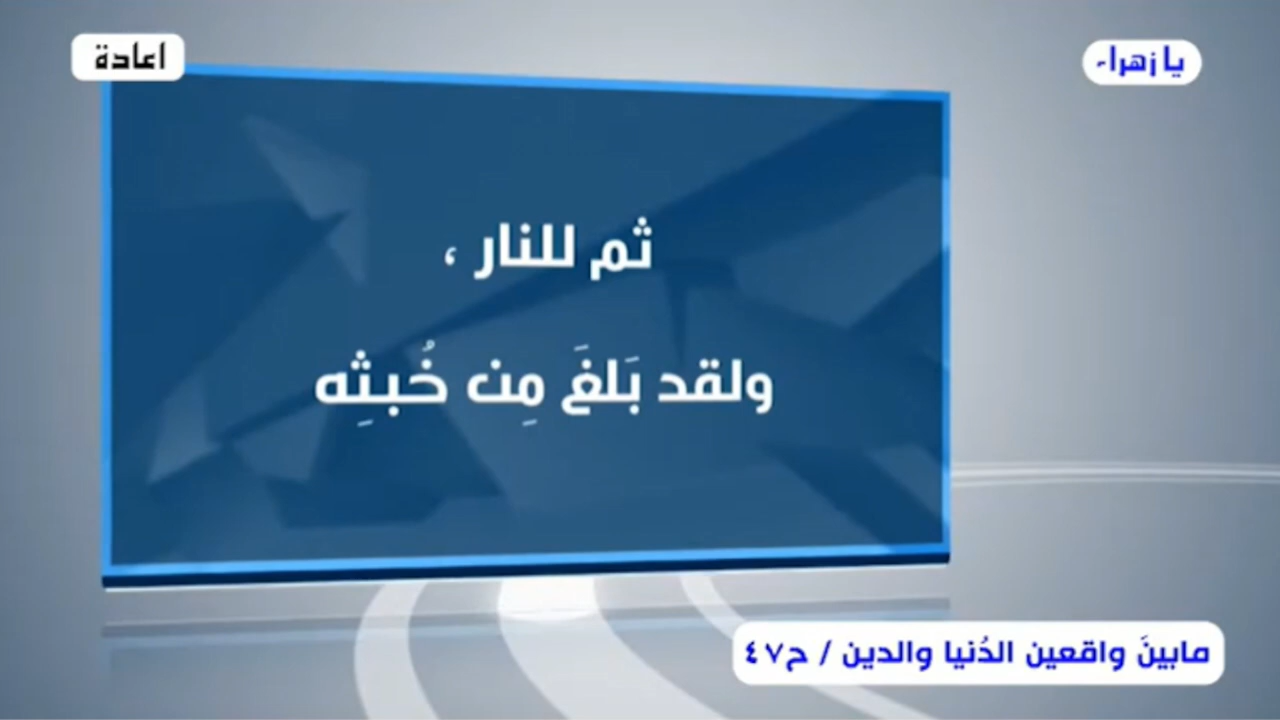 يا زهراء
اعادة
ثم للنار ،
ولقد بَلغَ مِن خُبثِه
مابينَ واقعين الدُنيا والدين / ح٤٧